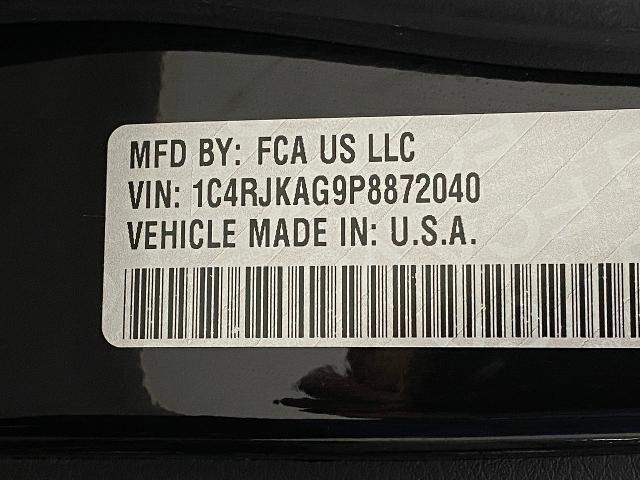 MFD BY: FCA US LLC
VIN: 1C4RJKAG9P8872040
VEHICLE MADE IN: U.S.A.